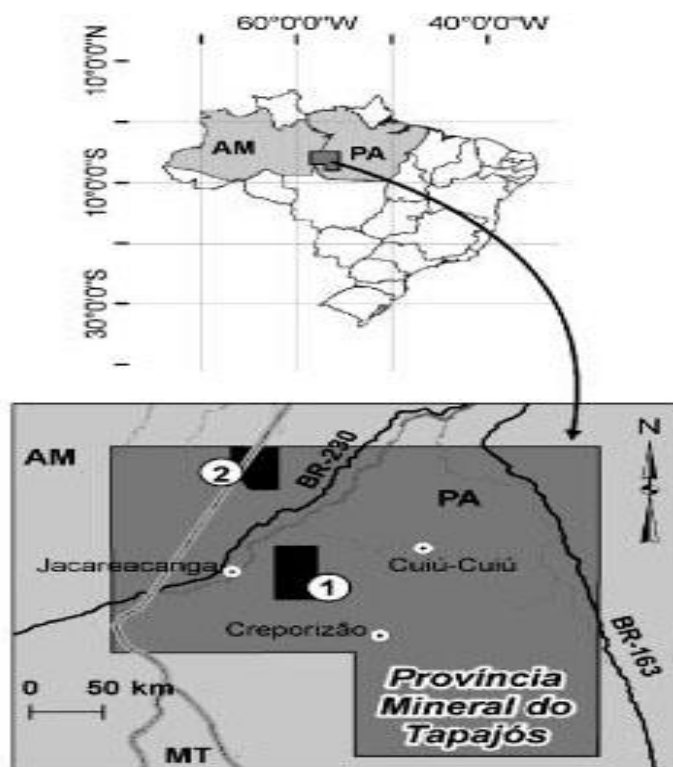 60°0'0"W 40°0'0"W
10°0'0"N
AM
PA
10°0'0"S
30°0'0"S
N
AM
BR-230
2
PA
Jacareacanga
Cuiú-Cuiú
1
Creporizão
BR-163
0 50 km
Província
Mineral do
Tapajós
MT